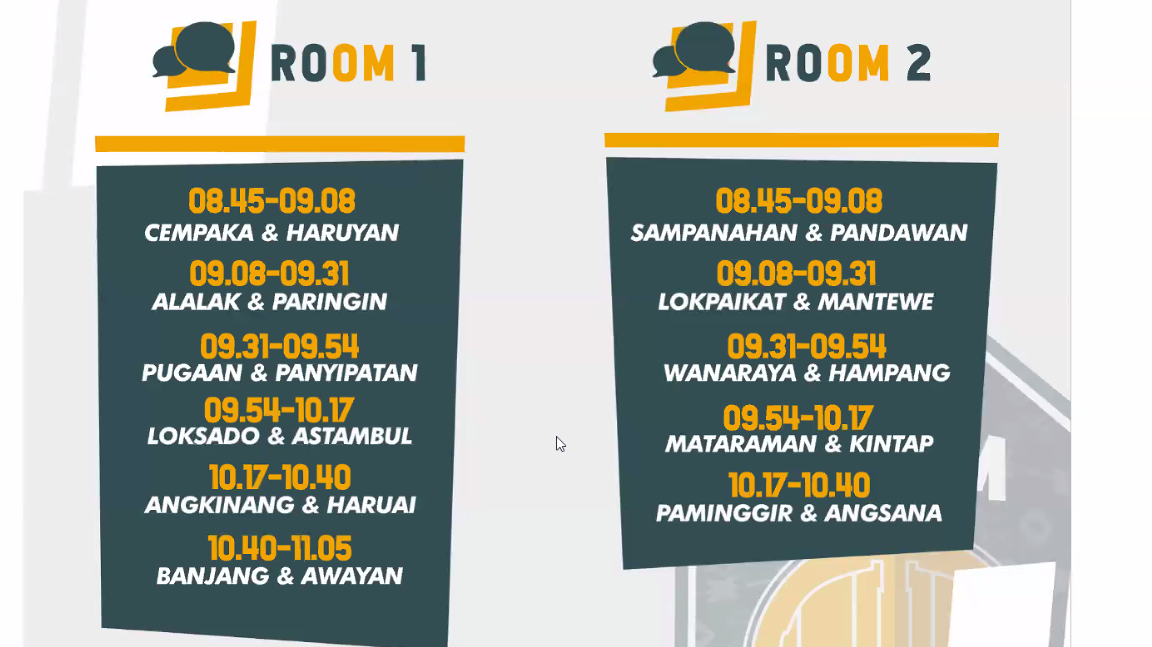 ROOM 1
08.45-09.08
CEMPAKA & HARUYAN
09.08-09.31
ALALAK & PARINGIN
09.31-09.54
PUGAAN & PANYIPATAN
09.54-10.17
LOKSADO & ASTAMBUL
10.17-10.40
ANGKINANG & HARUAI
10.40-11.05
BANJANG & AWAYAN
ROOM 2
08.45-09.08
SAMPANAHAN & PANDAWAN
09.08-09.31
LOKPAIKAT & MANTEWE
09.31-09.54
WANARAYA & HAMPANG
09.54-10.17
MATARAMAN & KINTAP
10.17-10.40
PAMINGGIR & ANGSANA